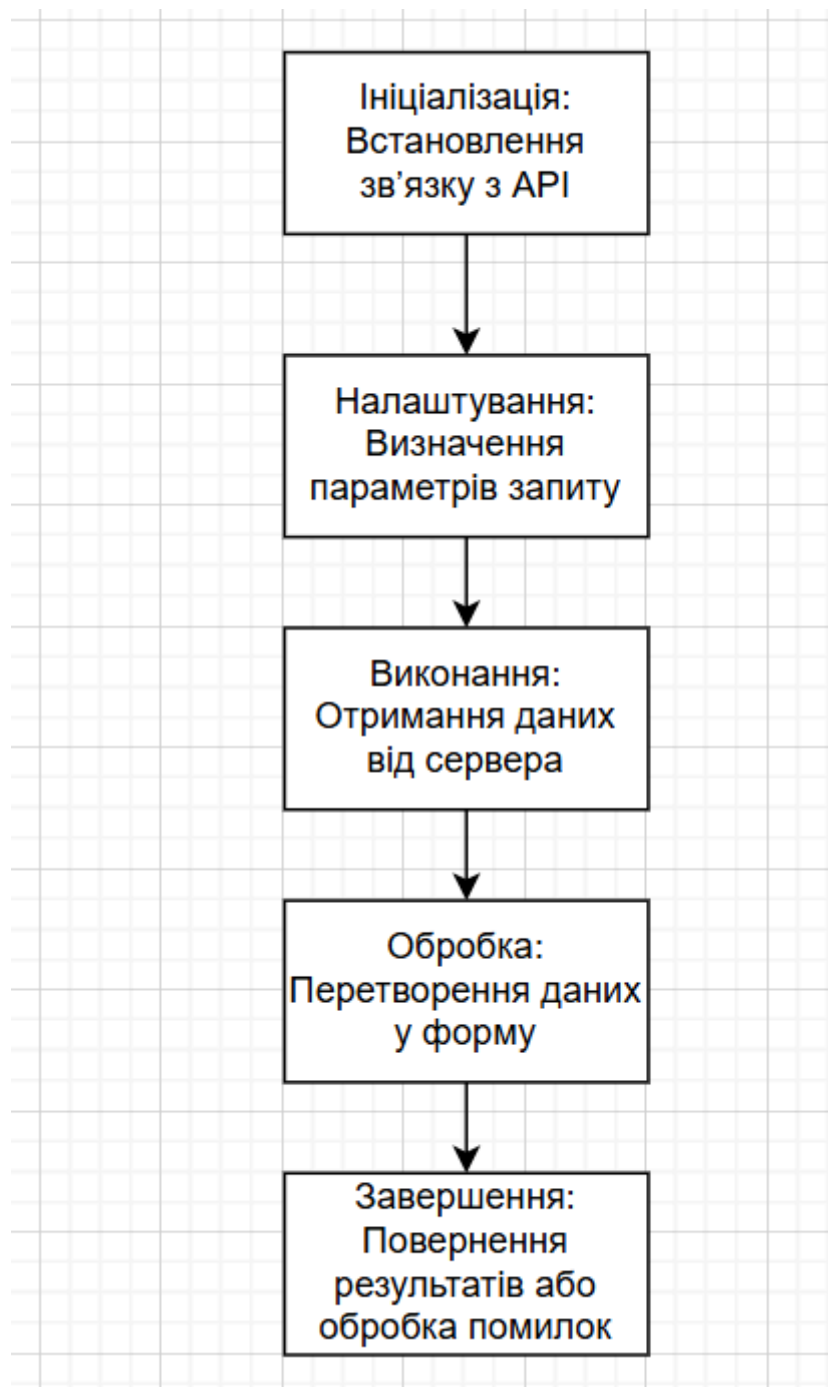 Ініціалізація:
Встановлення
зв’язку з API
Налаштування:
Визначення
параметрів запиту
Виконання:
Отримання даних
від сервера
Обробка:
Перетворення даних
у форму
Завершення:
Повернення
результатів або
обробка помилок